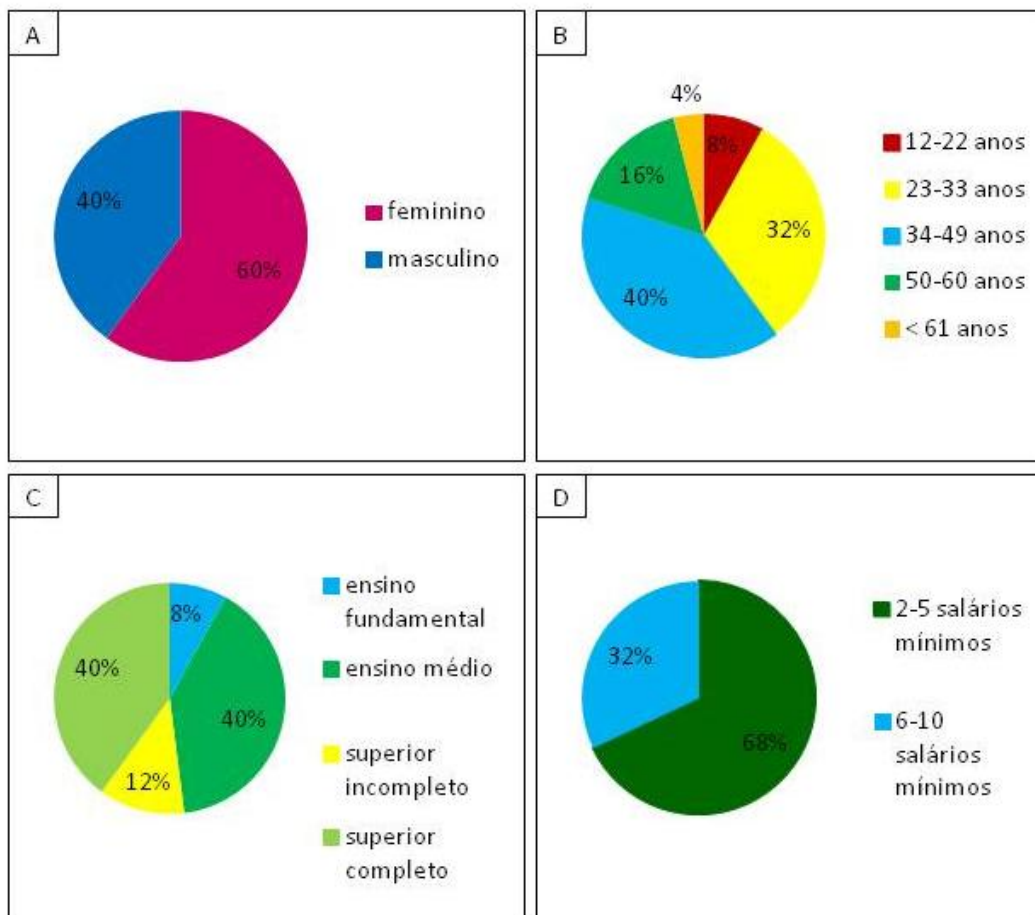 A
40%
60%
feminino
masculino
B
4%
8%
16%
32%
40%
12-22 anos
23-33 anos
34-49 anos
50-60 anos
< 61 anos
C
8%
40%
40%
12%
ensino
fundamental
ensino médio
superior
incompleto
superior
completo
D
32%
68%
2-5 salários
mínimos
6-10
salários
mínimos